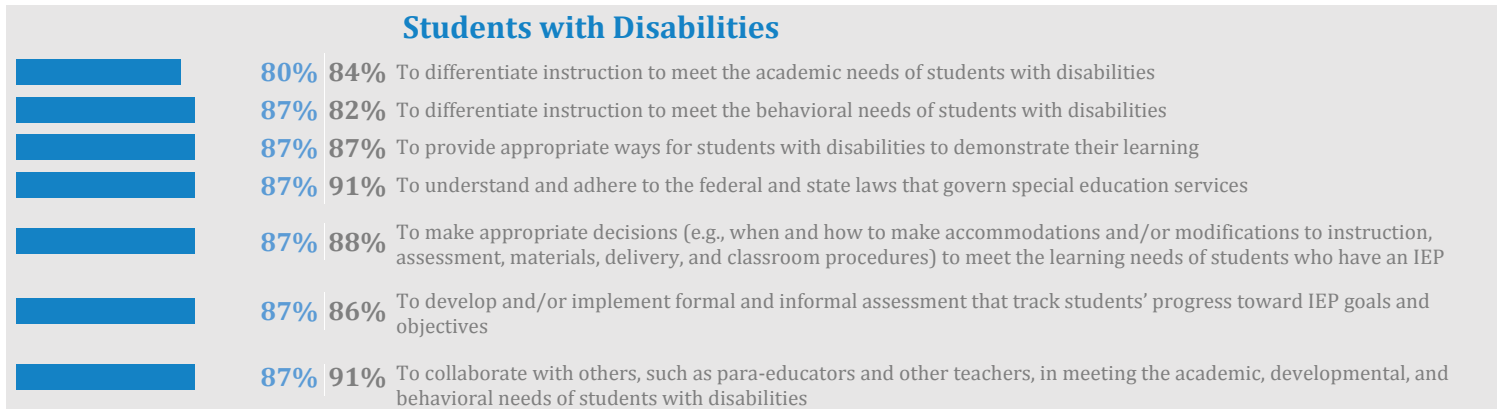 Students with Disabilities
80% 84% To differentiate instruction to meet the academic needs of students with disabilities
87% 82% To differentiate instruction to meet the behavioral needs of students with disabilities
87% 87% To provide appropriate ways for students with disabilities to demonstrate their learning
87% 91% To understand and adhere to the federal and state laws that govern special education services
87% 88% To make appropriate decisions (e.g., when and how to make accommodations and/or modifications to instruction,
assessment, materials, delivery, and classroom procedures) to meet the learning needs of students who have an IEP
87% 86% To develop and/or implement formal and informal assessment that track students’ progress toward IEP goals and
objectives
87% 91% To collaborate with others, such as para-educators and other teachers, in meeting the academic, developmental, and
behavioral needs of students with disabilities